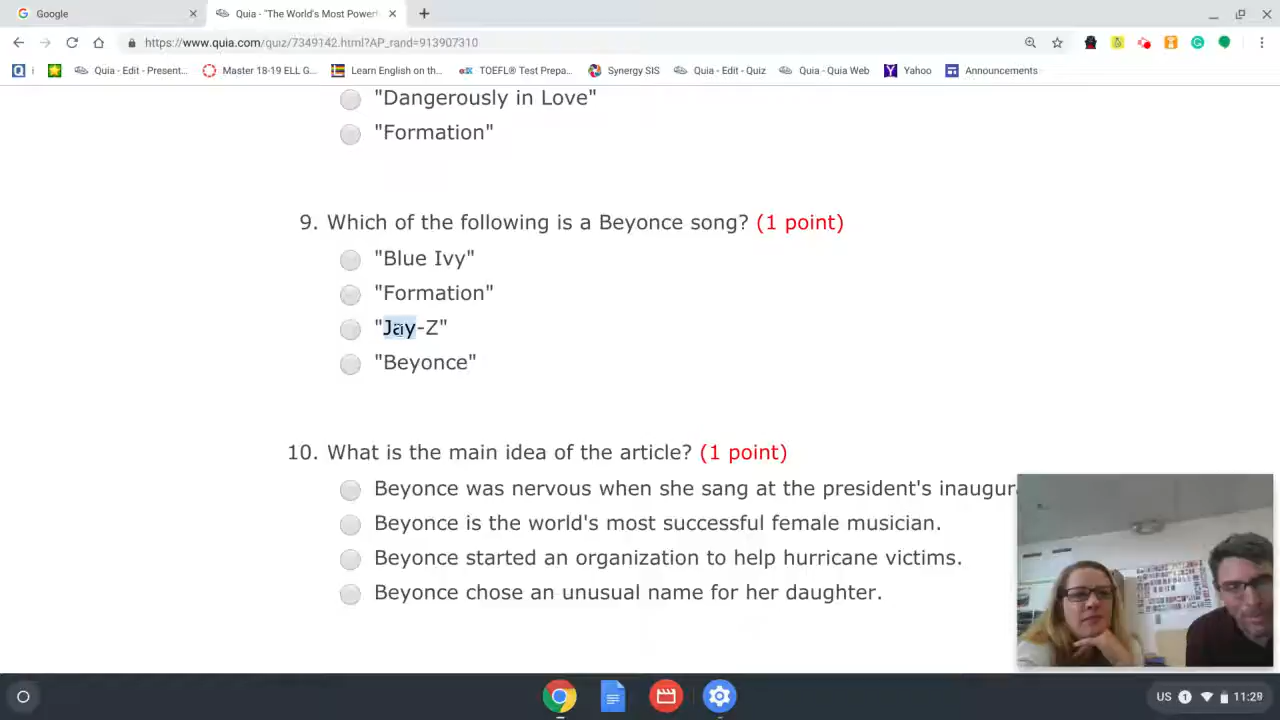 Google
Quia - "The World's Most Powerf
https://www.quia.com/quiz/7349142.html?AP_rand=913907310
i
Quia - Edit - Present...
Master 18-19 ELL G...
Learn English on th...
TOEFL® Test Prepa...
Synergy SIS
Quia - Edit - Quiz
Quia - Quia Web
Yahoo
Announcements
"Dangerously in Love"
"Formation"
9. Which of the following is a Beyonce song? (1 point)
"Blue Ivy"
"Formation"
"Jay-Z"
"Beyonce"
10. What is the main idea of the article? (1 point)
Beyonce was nervous when she sang at the president's inaugur
Beyonce is the world's most successful female musician.
Beyonce started an organization to help hurricane victims.
Beyonce chose an unusual name for her daughter.
US 1 11:29